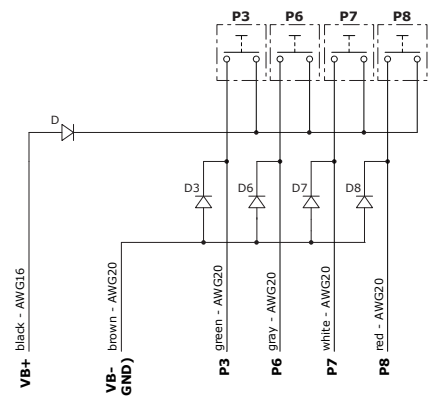 P3 P6 P7 P8
D
D3 D6 D7 D8
black - AWG16
brown - AWG20
green - AWG20
gray - AWG20
white - AWG20
red - AWG20
VB+
VB-
GND)
P3
P6
P7
P8